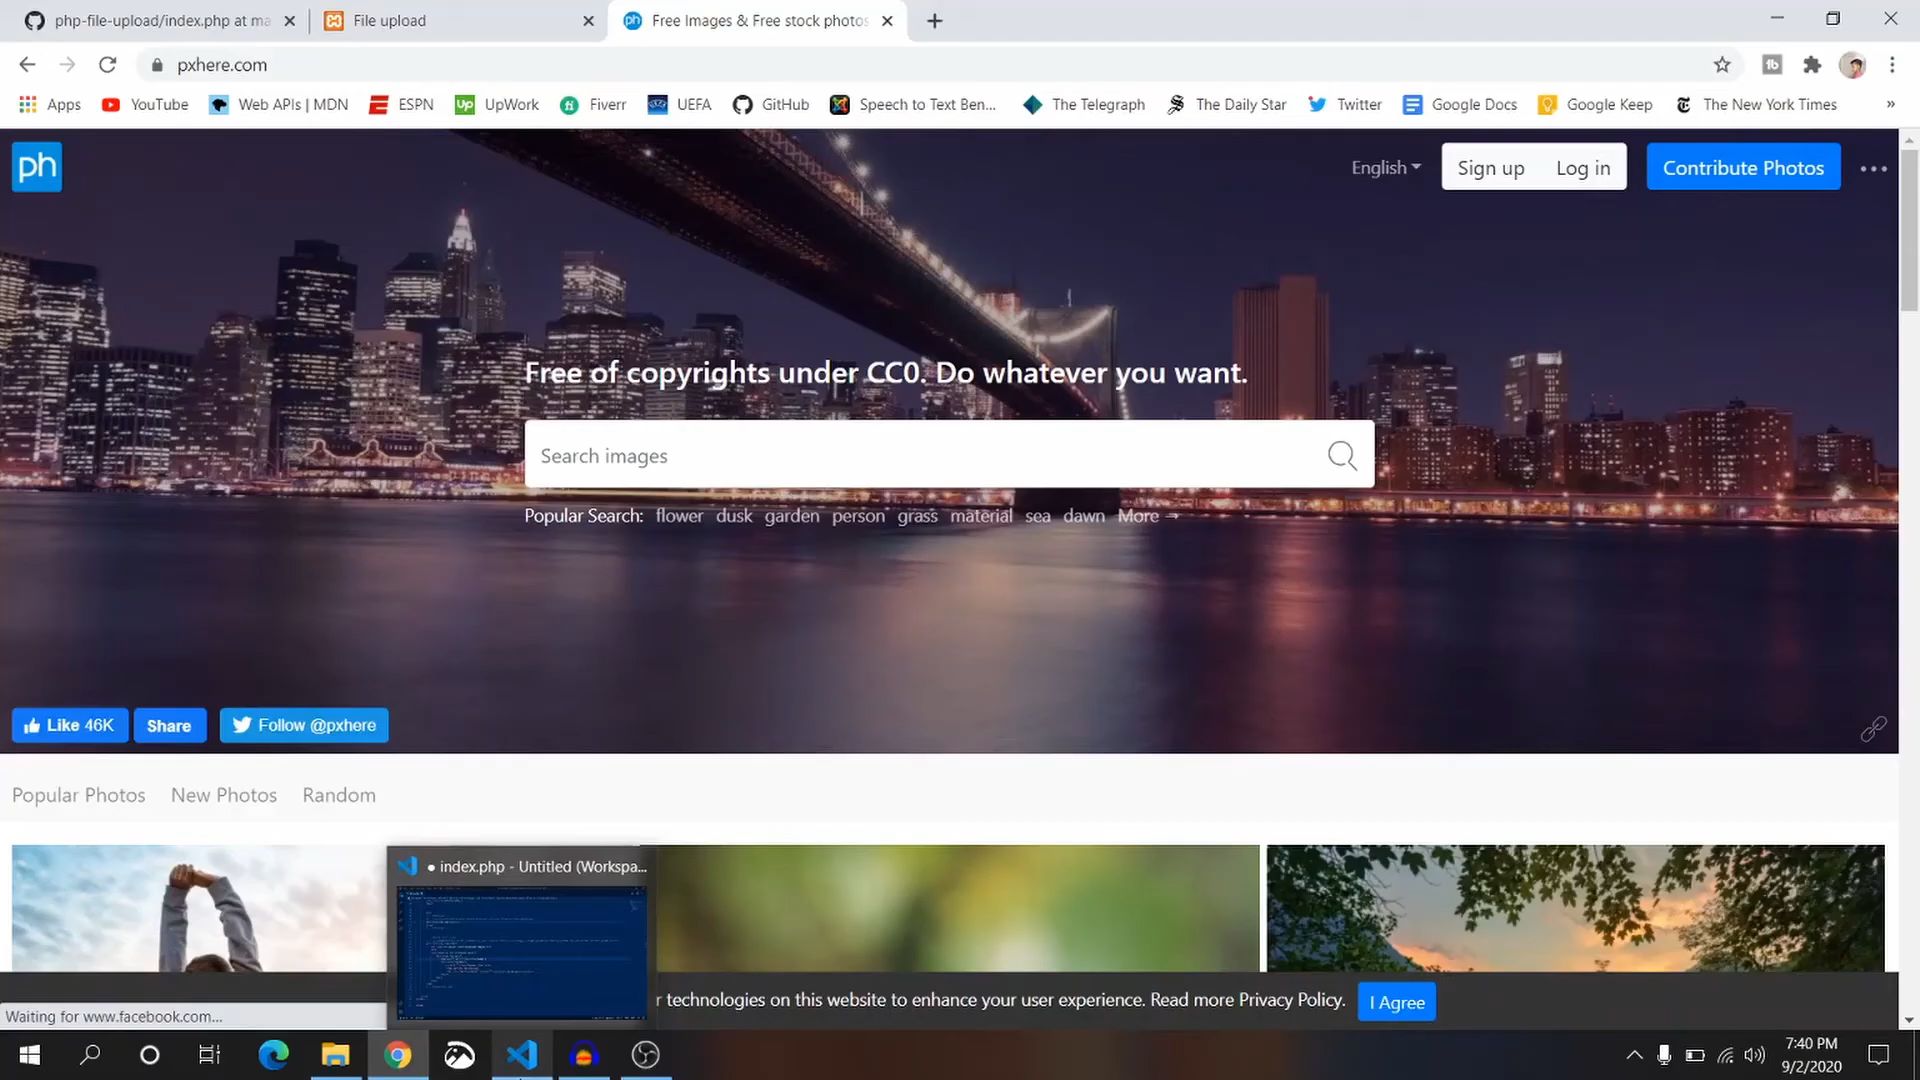 php-file-upload/index.php at ma
File upload
Free Images & Free stock photos
pxhere.com
Apps
YouTube
Web APIs | MDN
ESPN
UpWork
Fiverr
UEFA
GitHub
Speech to Text Ben...
The Telegraph
The Daily Star
Twitter
Google Docs
Google Keep
The New York Times
»
ph
English
Sign up
Log in
Contribute Photos
Free of copyrights under CC0. Do whatever you want.
Search images
Popular Search: flower dusk garden person grass material sea dawn More →
Like 46K
Share
Follow @pxhere
Popular Photos
New Photos
Random
● index.php - Untitled (Workspa...
r technologies on this website to enhance your user experience. Read more Privacy Policy.
I Agree
Waiting for www.facebook.com...
7:40 PM
9/2/2020